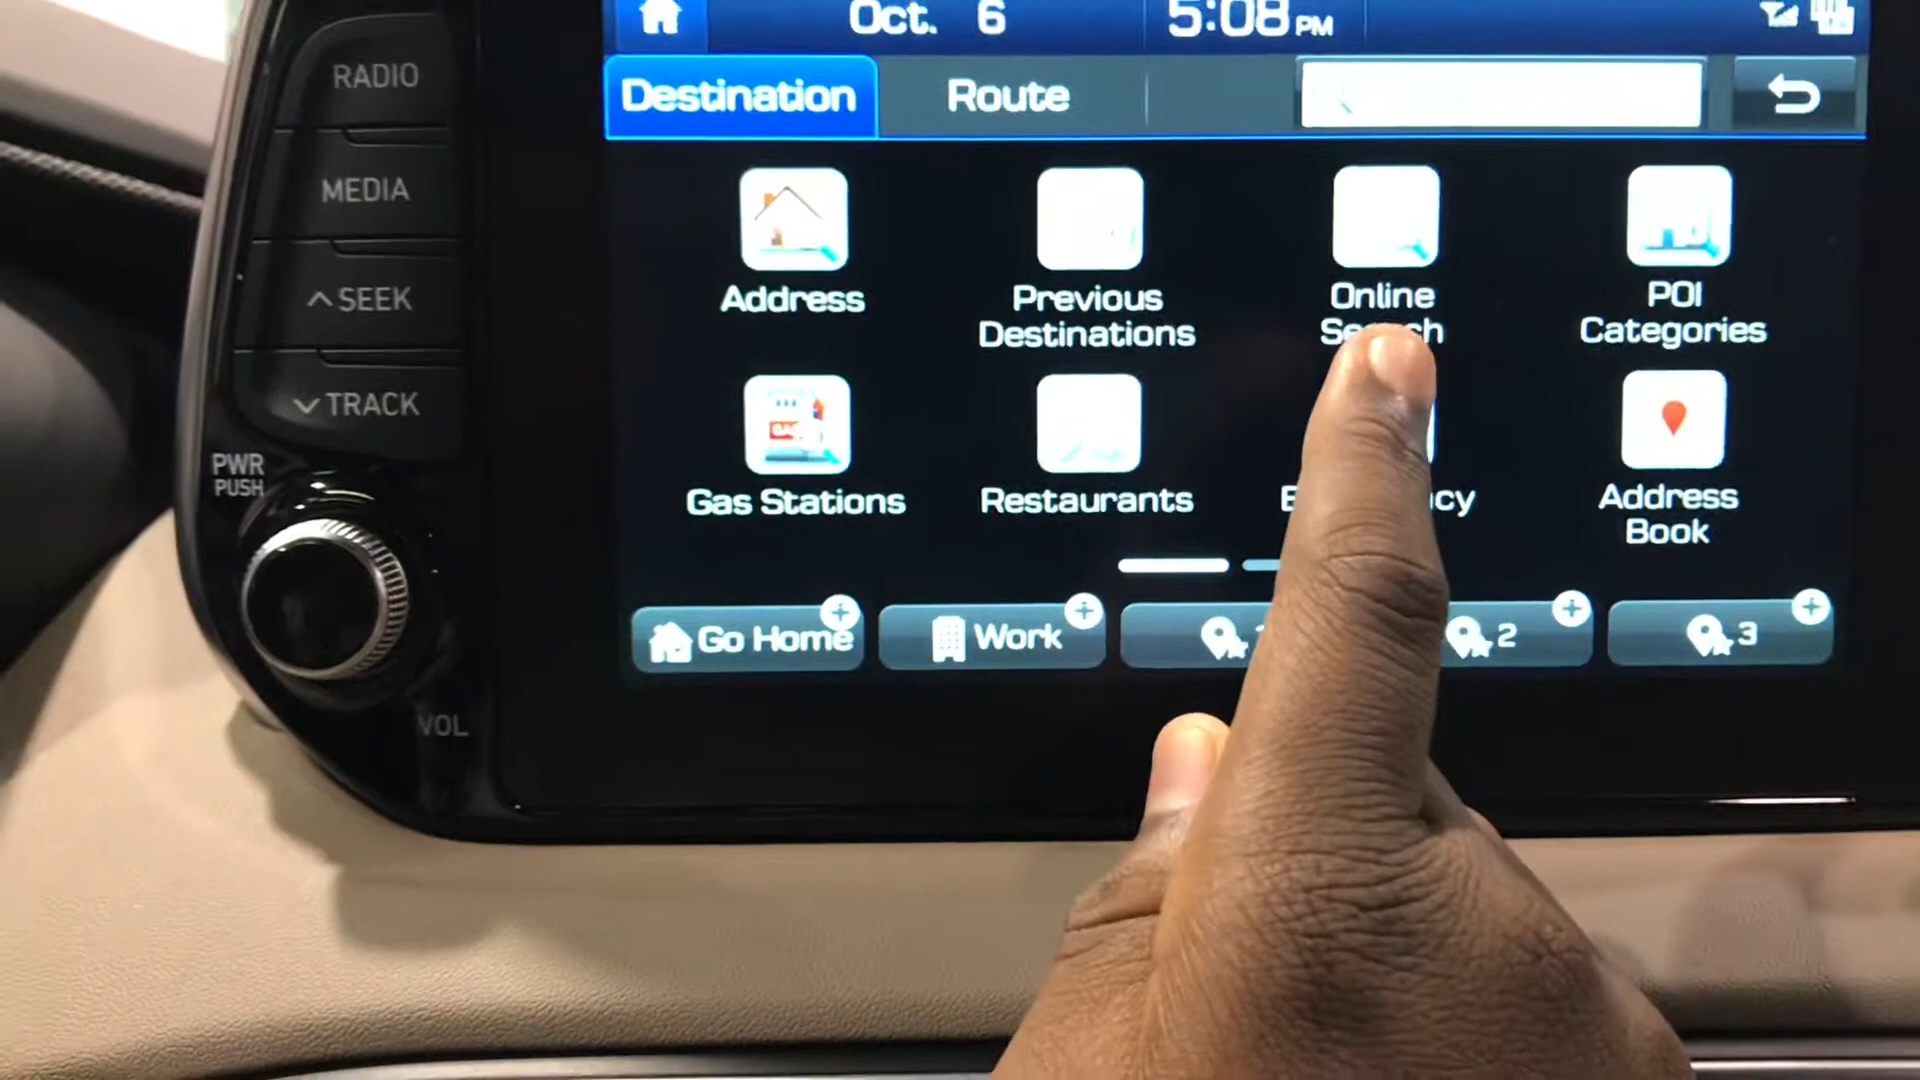 Oct. 6 5:08 PM
RADIO
Destination Route
MEDIA
SEEK
TRACK
Address
Previous
Destinations
Online
Search
POI
Categories
Gas Stations
Restaurants
Address
Book
PWR
PUSH
Go Home
Work
2
3
VOL